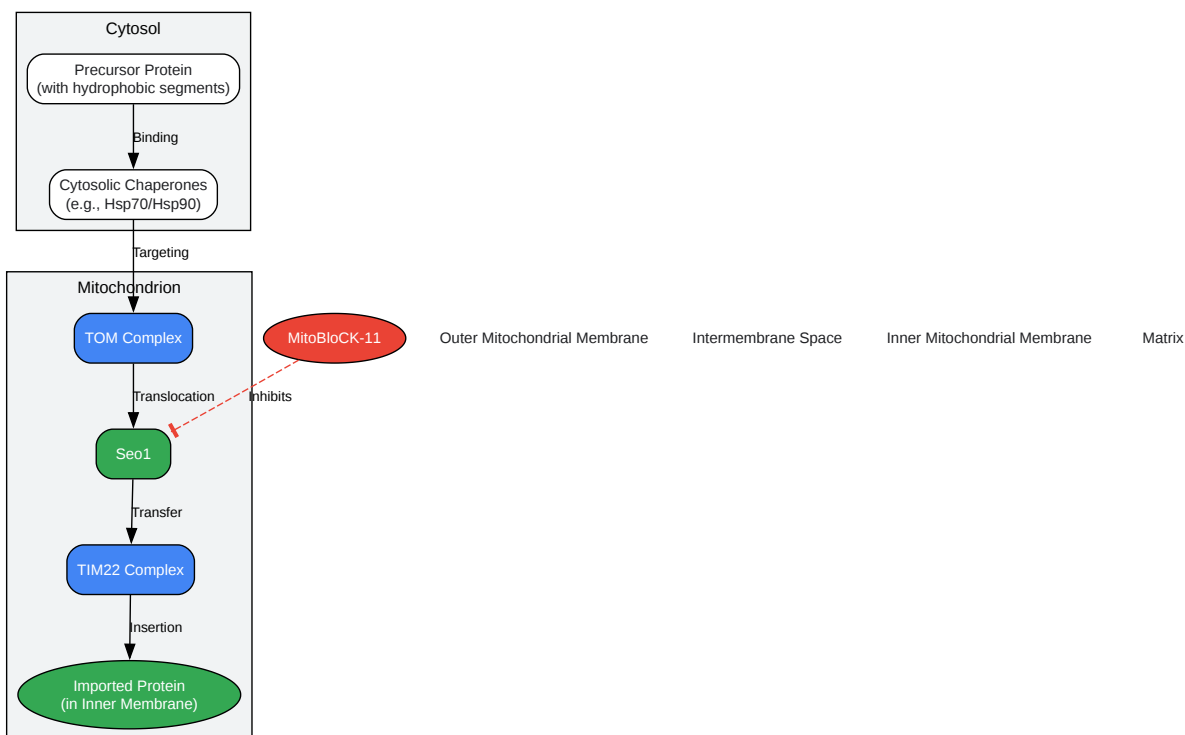 Cytosol
Precursor Protein
(with hydrophobic segments)
Binding
Cytosolic Chaperones
(e.g., Hsp70/Hsp90)
Targeting
Mitochondrion
TOM Complex
MitoBloCK-11
Outer Mitochondrial Membrane
Intermembrane Space
Inner Mitochondrial Membrane
Matrix
Translocation
Inhibits
Seo1
Transfer
TIM22 Complex
Insertion
Imported Protein
(in Inner Membrane)